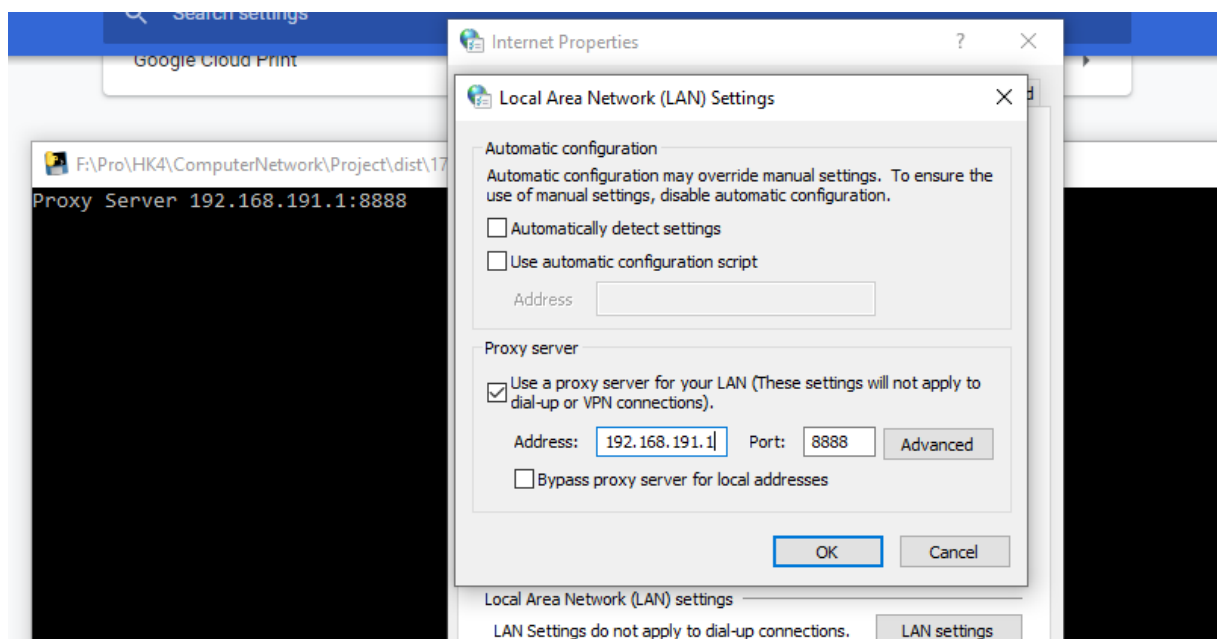 Search settings
Google Cloud Print
Internet Properties
?
Local Area Network (LAN) Settings
d
F:\Pro\HK4\ComputerNetwork\Project\dist\17
Proxy Server 192.168.191.1:8888
Automatic configuration
Automatic configuration may override manual settings. To ensure the
use of manual settings, disable automatic configuration.
Automatically detect settings
Use automatic configuration script
Address
Proxy server
Use a proxy server for your LAN (These settings will not apply to
dial-up or VPN connections).
Address: 192.168.191.1 Port: 8888 Advanced
Bypass proxy server for local addresses
OK Cancel
Local Area Network (LAN) settings
LAN Settings do not apply to dial-up connections. LAN settings